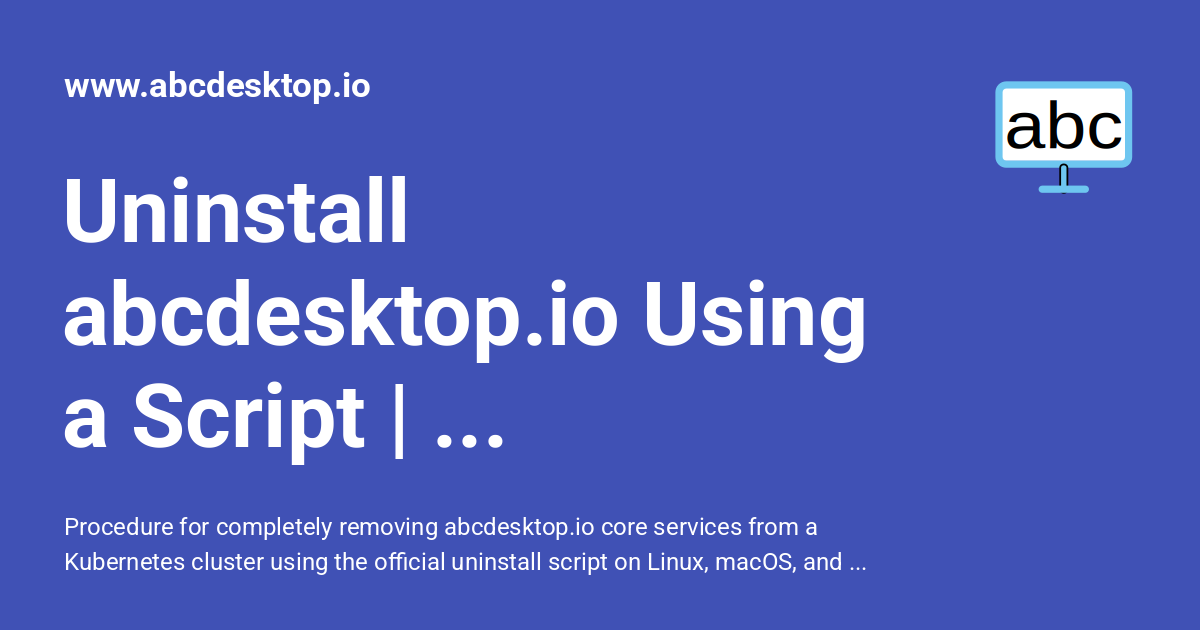 www.abcdesktop.io
abc
Uninstall
abcdesktop.io Using
a Script | ...
Procedure for completely removing abcdesktop.io core services from a
Kubernetes cluster using the official uninstall script on Linux, macOS, and ...